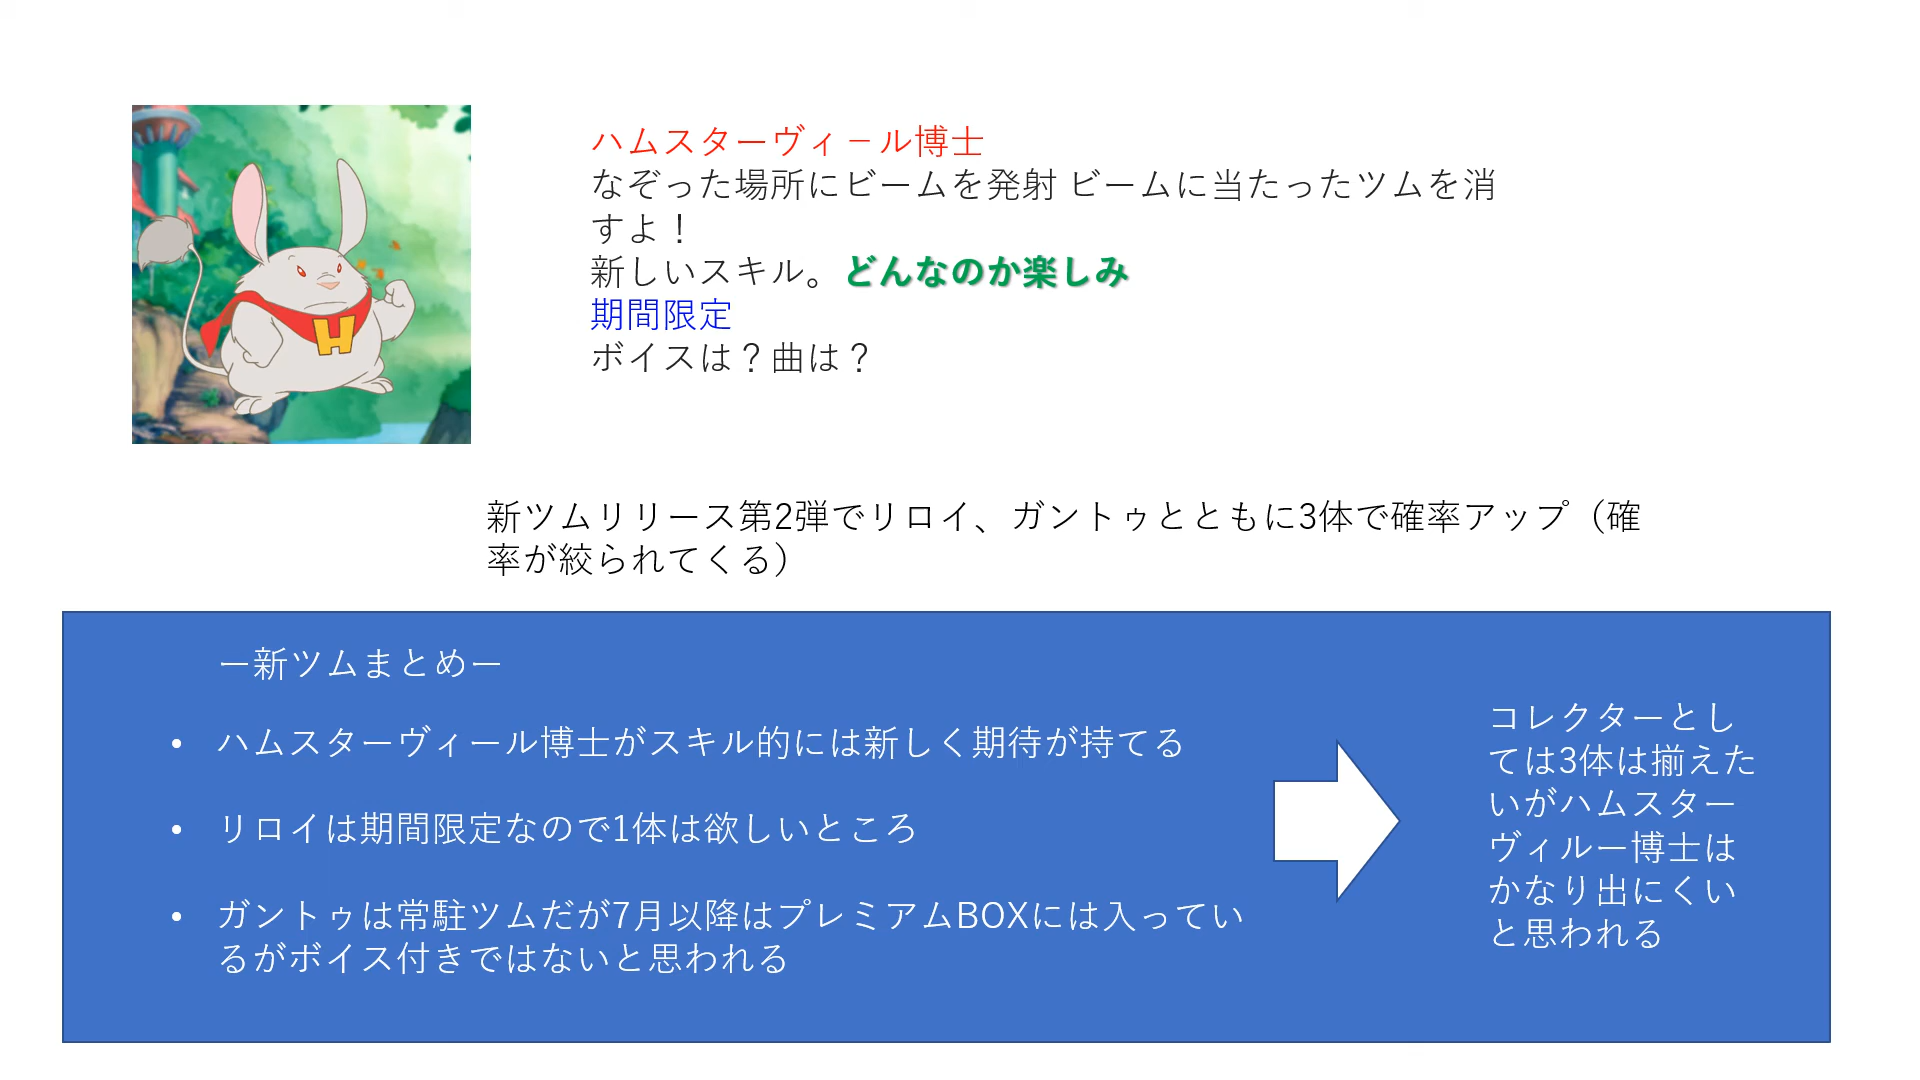 ハムスターヴィ－ル博士
なぞった場所にビームを発射 ビームに当たったツムを消
すよ！
新しいスキル。どんなのか楽しみ
期間限定
ボイスは？曲は？
H
新ツムリリース第2弾でリロイ、ガントゥとともに3体で確率アップ（確
率が絞られてくる）
ー新ツムまとめー
• ハムスターヴィール博士がスキル的には新しく期待が持てる
• リロイは期間限定なので1体は欲しいところ
• ガントゥは常駐ツムだが7月以降はプレミアムBOXには入ってい
るがボイス付きではないと思われる
コレクターとし
ては3体は揃えた
いがハムスター
ヴィルー博士は
かなり出にくい
と思われる